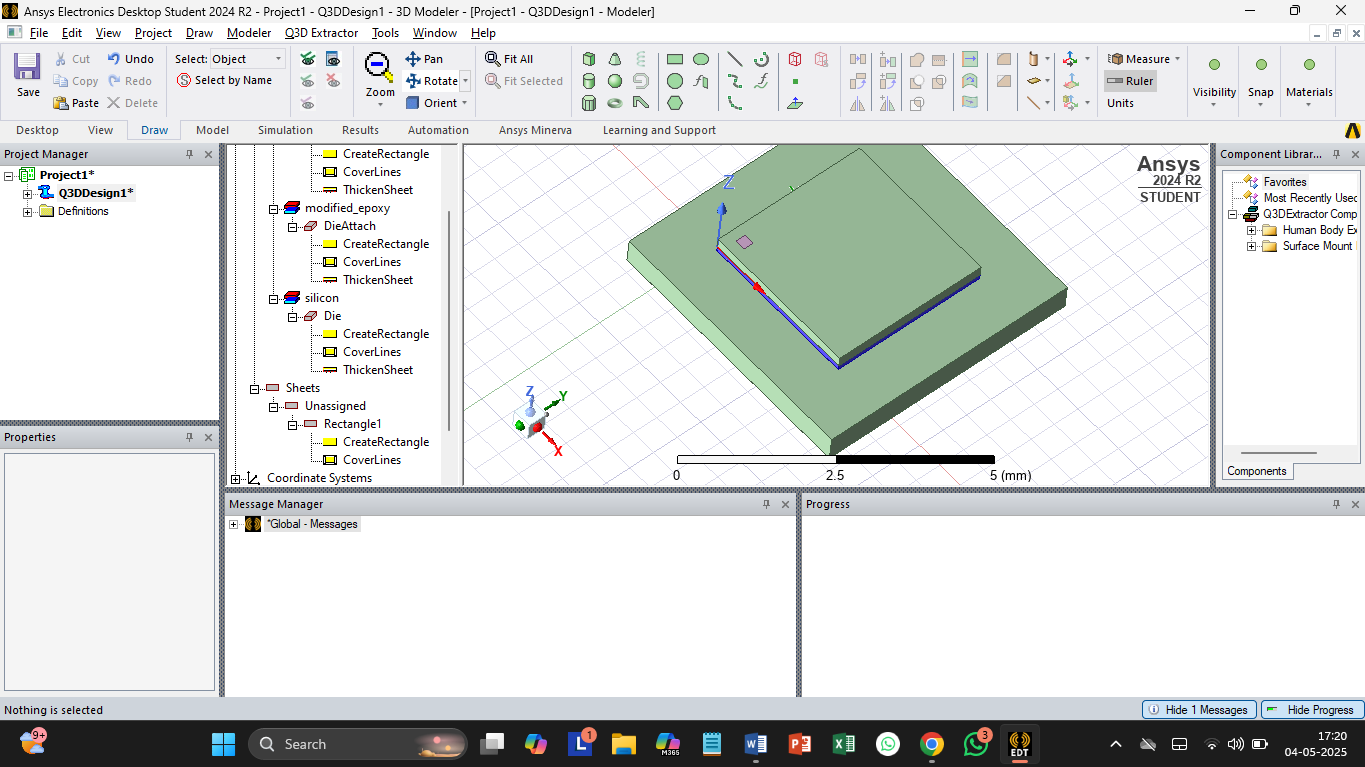 Ansys Electronics Desktop Student 2024 R2 - Project1 - Q3DDesign1 - 3D Modeler - [Project1 - Q3DDesign1 - Modeler]
File Edit View Project Draw Modeler Q3D Extractor Tools Window Help
Save
Cut Undo
Copy Redo
Paste Delete
Select: Object
Select by Name
Zoom
Pan
Rotate
Orient
Fit All
Fit Selected
Measure
Ruler
Units
Visibility
Snap
Materials
Desktop View Draw Model Simulation Results Automation Ansys Minerva Learning and Support
Project Manager
Project1*
Q3DDesign1*
Definitions
Properties
CreateRectangle
CoverLines
ThickenSheet
modified_epoxy
DieAttach
CreateRectangle
CoverLines
ThickenSheet
silicon
Die
CreateRectangle
CoverLines
ThickenSheet
Sheets
Unassigned
Rectangle1
CreateRectangle
CoverLines
Coordinate Systems
Ansys
2024 R2
STUDENT
Z
Z
Y
X
0 2.5 5 (mm)
Component Librar...
Favorites
Most Recently Used
Q3DExtractor Comp
Human Body Ex
Surface Mount
Components
Message Manager
*Global - Messages
Progress
Nothing is selected
Hide 1 Messages
Hide Progress
9+
Search
1
M365
3
EDT
17:20
04-05-2025